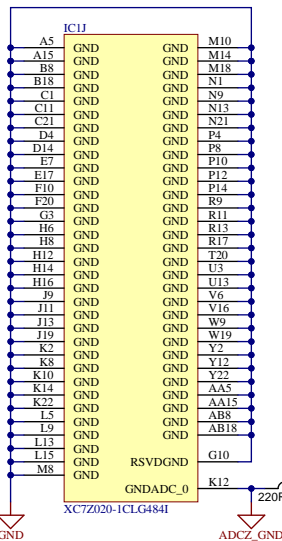 IC1J
A5 GND GND M10
A15 GND GND M14
B8 GND GND M18
B18 GND GND N1
C1 GND GND N9
C11 GND GND N13
C21 GND GND N21
D4 GND GND P4
D14 GND GND P8
E7 GND GND P10
E17 GND GND P12
F10 GND GND P14
F20 GND GND R9
G3 GND GND R11
H6 GND GND R13
H8 GND GND R17
H12 GND GND T20
H14 GND GND U3
H16 GND GND U13
J9 GND GND V6
J11 GND GND V16
J13 GND GND W9
J19 GND GND W19
K2 GND GND Y2
K8 GND GND Y12
K10 GND GND Y22
K14 GND GND AA5
K22 GND GND AA15
L5 GND GND AB8
L9 GND GND AB18
L13 GND
L15 GND RSVDGND G10
M8 GND
GNDADC_0 K12
220R
XC7Z020-1CLG484I
GND ADCZ_GND